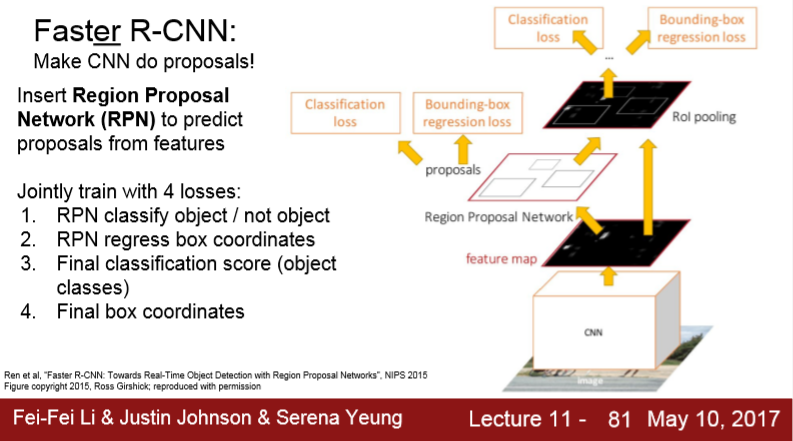 Faster R-CNN:
Make CNN do proposals!
Insert Region Proposal
Network (RPN) to predict
proposals from features
Jointly train with 4 losses:
1. RPN classify object / not object
2. RPN regress box coordinates
3. Final classification score (object
classes)
4. Final box coordinates
Classification
loss
Bounding-box
regression loss
...
Classification
loss
Bounding-box
regression loss
RoI pooling
proposals
Region Proposal Network
feature map
CNN
image
Ren et al, "Faster R-CNN: Towards Real-Time Object Detection with Region Proposal Networks", NIPS 2015
Figure copyright 2015, Ross Girshick; reproduced with permission
Fei-Fei Li & Justin Johnson & Serena Yeung Lecture 11 - 81 May 10, 2017